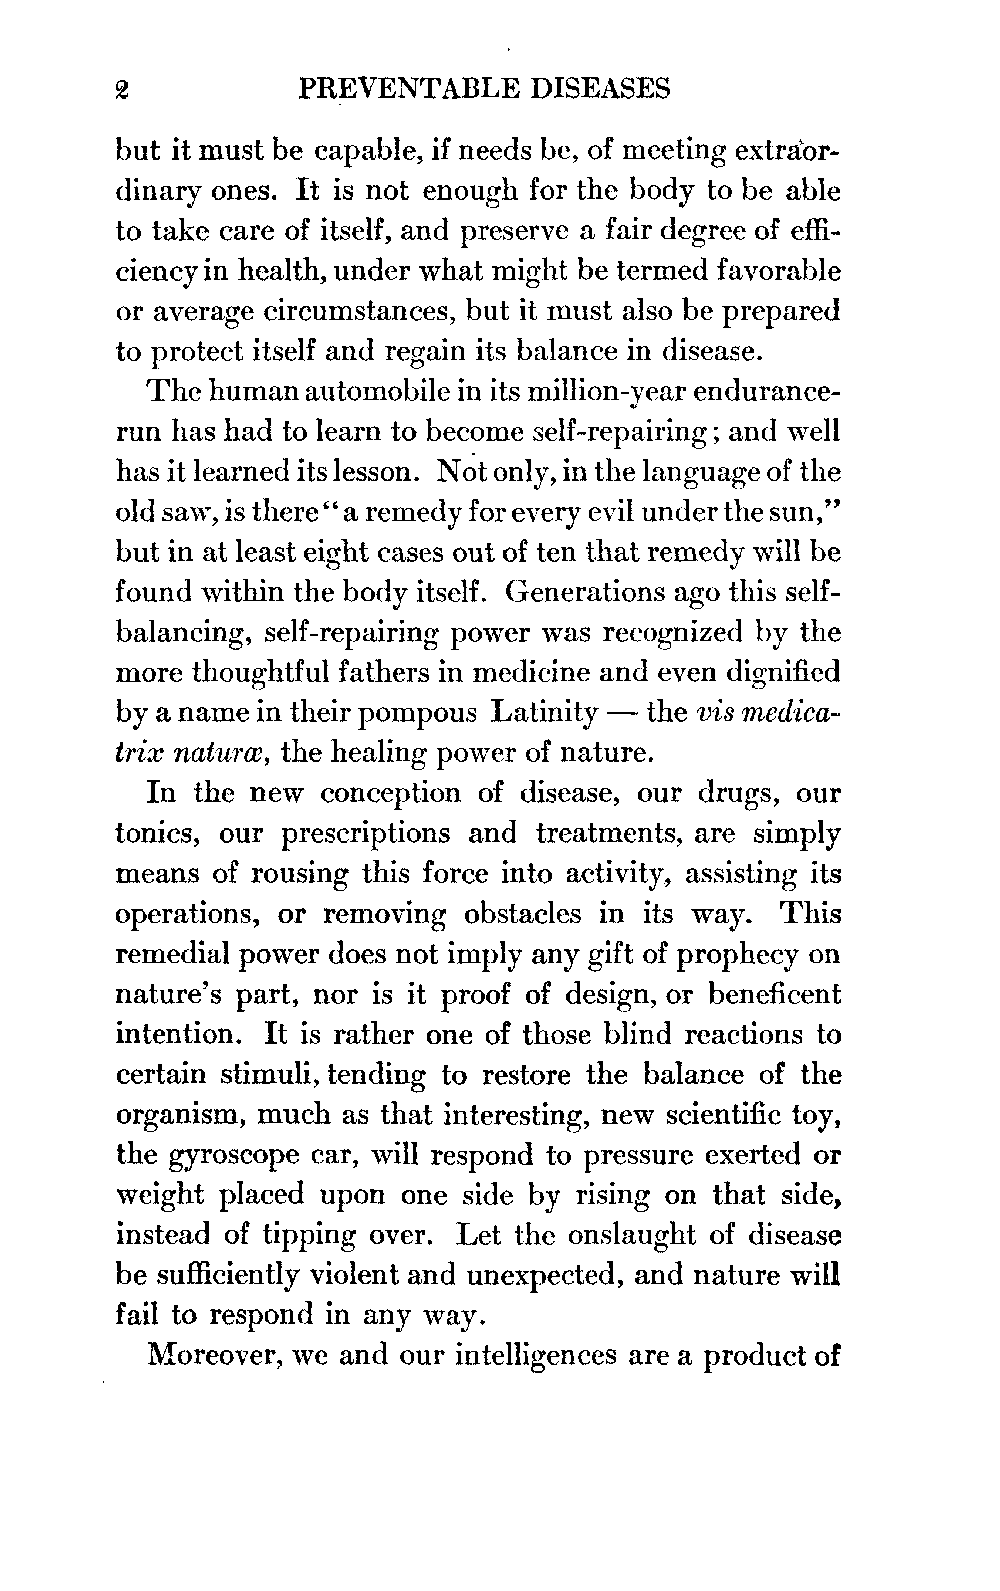 2 PREVENTABLE DISEASES
but it must be capable, if needs be, of meeting extraor-
dinary ones. It is not enough for the body to be able
to take care of itself, and preserve a fair degree of effi-
ciency in health, under what might be termed favorable
or average circumstances, but it must also be prepared
to protect itself and regain its balance in disease.
The human automobile in its million-year endurance-
run has had to learn to become self-repairing; and well
has it learned its lesson. Not only, in the language of the
old saw, is there "a remedy for every evil under the sun,"
but in at least eight cases out of ten that remedy will be
found within the body itself. Generations ago this self-
balancing, self-repairing power was recognized by the
more thoughtful fathers in medicine and even dignified
by a name in their pompous Latinity — the vis medica-
trix naturæ, the healing power of nature.
In the new conception of disease, our drugs, our
tonics, our prescriptions and treatments, are simply
means of rousing this force into activity, assisting its
operations, or removing obstacles in its way. This
remedial power does not imply any gift of prophecy on
nature's part, nor is it proof of design, or beneficent
intention. It is rather one of those blind reactions to
certain stimuli, tending to restore the balance of the
organism, much as that interesting, new scientific toy,
the gyroscope car, will respond to pressure exerted or
weight placed upon one side by rising on that side,
instead of tipping over. Let the onslaught of disease
be sufficiently violent and unexpected, and nature will
fail to respond in any way.
Moreover, we and our intelligences are a product of